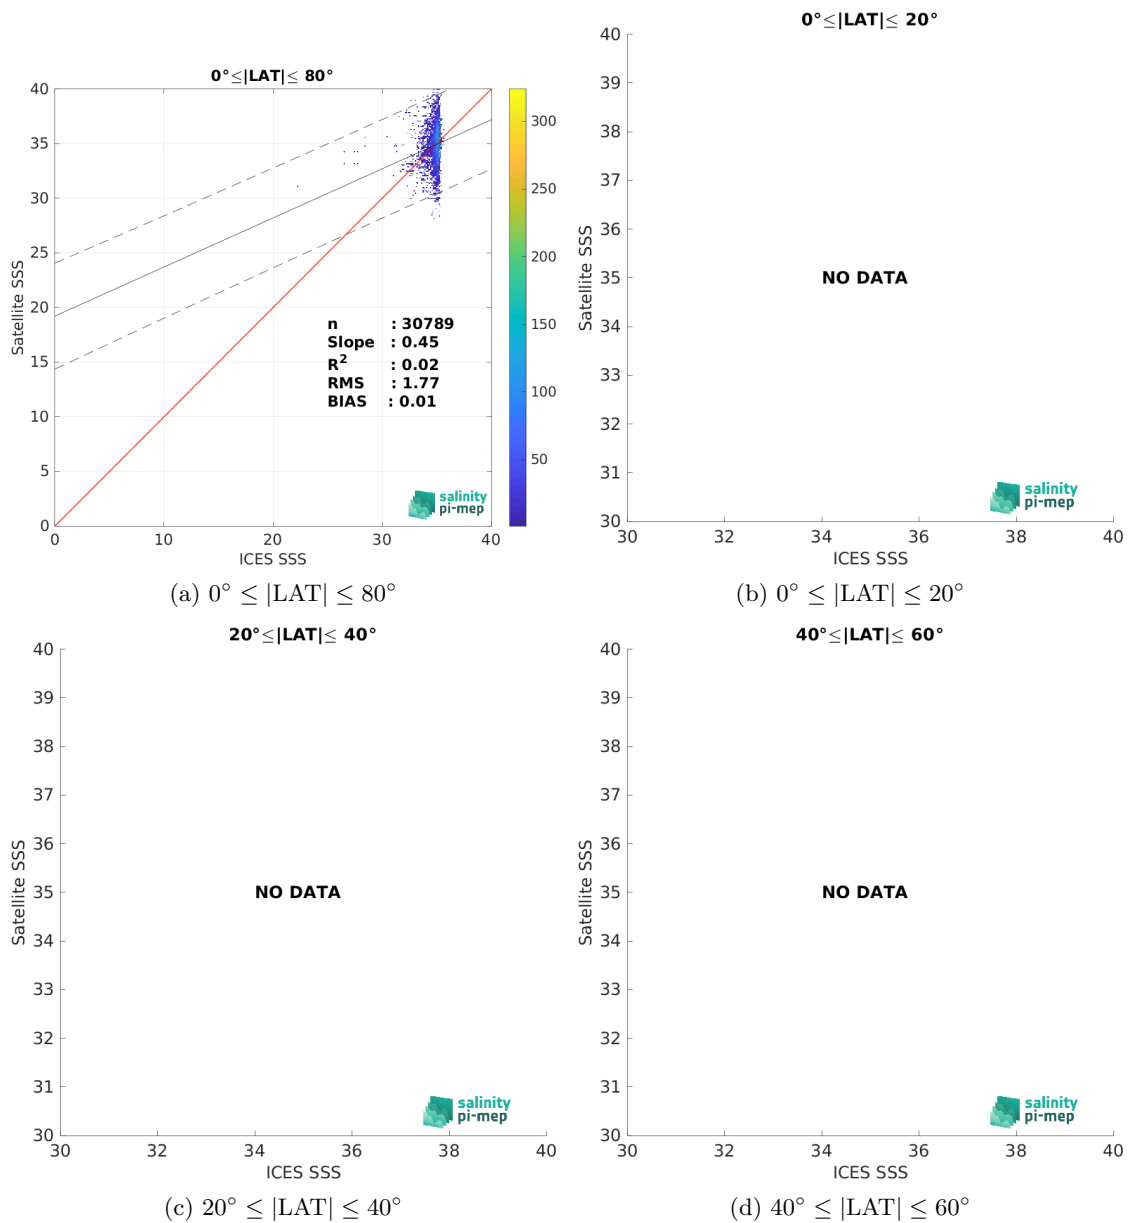 0°≤|LAT|≤ 80°
40
35
30
25
20
15
10
5
0
Satellite SSS
n : 30789
Slope : 0.45
R² : 0.02
RMS : 1.77
BIAS : 0.01
300
250
200
150
100
50
salinity
pi-mep
0 10 20 30 40
ICES SSS
(a) 0° ≤ |LAT| ≤ 80°
0°≤|LAT|≤ 20°
40
39
38
37
36
35
34
33
32
31
30
Satellite SSS
NO DATA
salinity
pi-mep
30 32 34 36 38 40
ICES SSS
(b) 0° ≤ |LAT| ≤ 20°
20°≤|LAT|≤ 40°
40
39
38
37
36
35
34
33
32
31
30
Satellite SSS
NO DATA
salinity
pi-mep
30 32 34 36 38 40
ICES SSS
(c) 20° ≤ |LAT| ≤ 40°
40°≤|LAT|≤ 60°
40
39
38
37
36
35
34
33
32
31
30
Satellite SSS
NO DATA
salinity
pi-mep
30 32 34 36 38 40
ICES SSS
(d) 40° ≤ |LAT| ≤ 60°